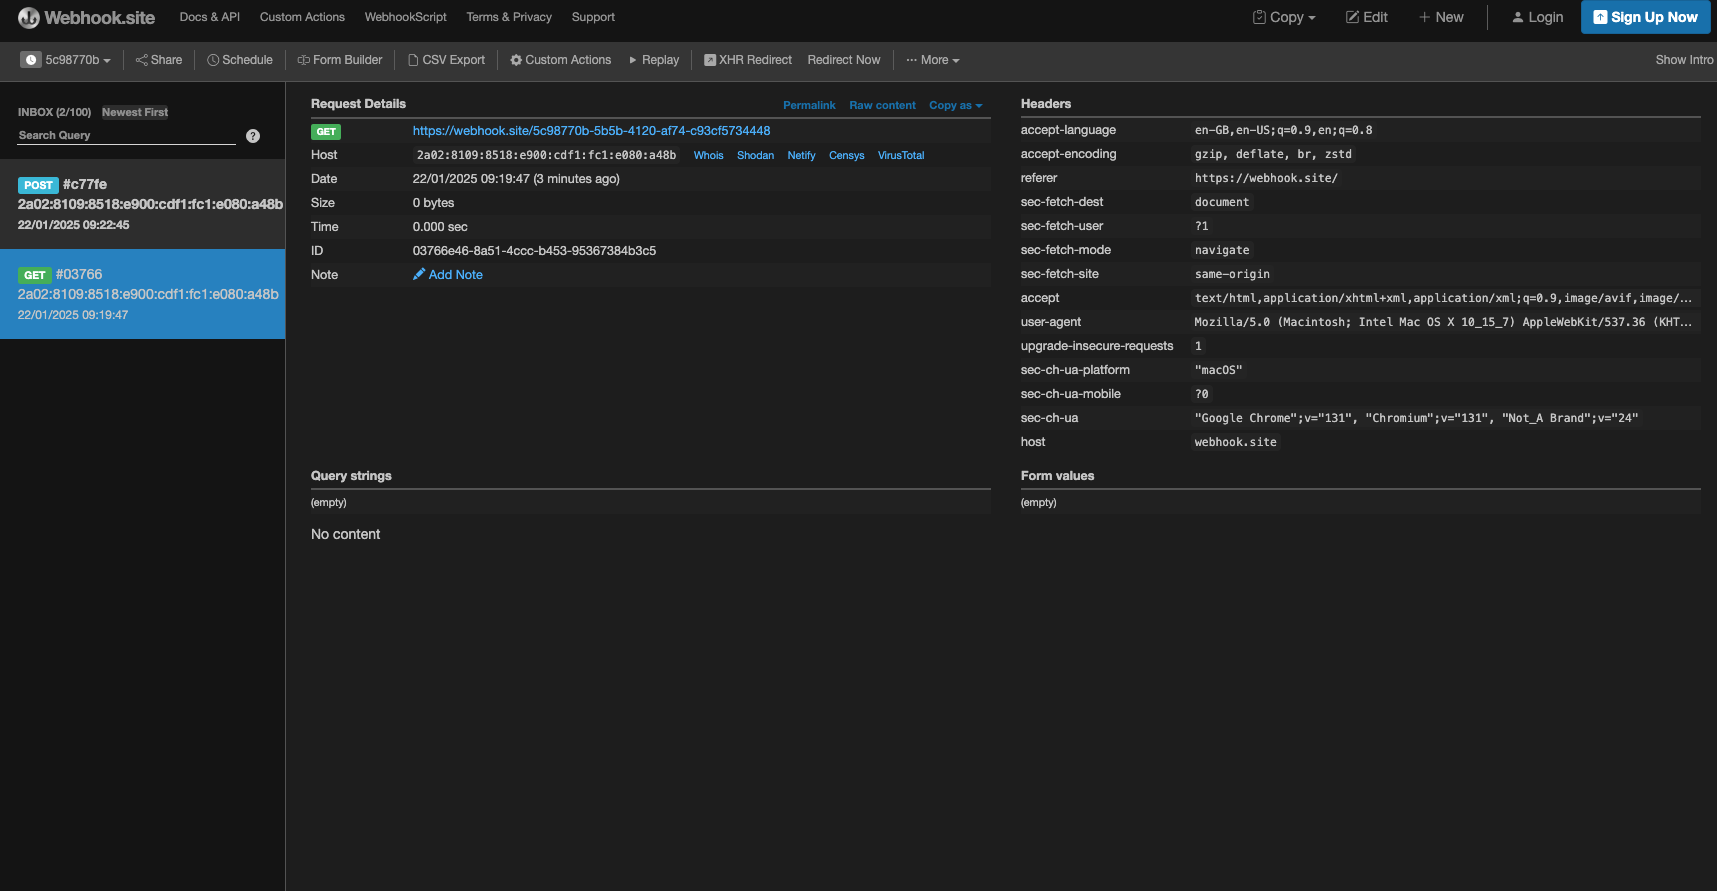 Webhook.site Docs & API Custom Actions WebhookScript Terms & Privacy Support Copy Edit New Login Sign Up Now
5c98770b Share Schedule Form Builder CSV Export Custom Actions Replay XHR Redirect Redirect Now ··· More Show Intro
INBOX (2/100) Newest First
Search Query ?
POST #c77fe
2a02:8109:8518:e900:cdf1:fc1:e080:a48b
22/01/2025 09:22:45
GET #03766
2a02:8109:8518:e900:cdf1:fc1:e080:a48b
22/01/2025 09:19:47
Request Details Permalink Raw content Copy as
GET https://webhook.site/5c98770b-5b5b-4120-af74-c93cf5734448
Host 2a02:8109:8518:e900:cdf1:fc1:e080:a48b Whois Shodan Netify Censys VirusTotal
Date 22/01/2025 09:19:47 (3 minutes ago)
Size 0 bytes
Time 0.000 sec
ID 03766e46-8a51-4ccc-b453-95367384b3c5
Note Add Note
Headers
accept-language en-GB,en-US;q=0.9,en;q=0.8
accept-encoding gzip, deflate, br, zstd
referer https://webhook.site/
sec-fetch-dest document
sec-fetch-user ?1
sec-fetch-mode navigate
sec-fetch-site same-origin
accept text/html,application/xhtml+xml,application/xml;q=0.9,image/avif,image/...
user-agent Mozilla/5.0 (Macintosh; Intel Mac OS X 10_15_7) AppleWebKit/537.36 (KHT...
upgrade-insecure-requests 1
sec-ch-ua-platform "macOS"
sec-ch-ua-mobile ?0
sec-ch-ua "Google Chrome";v="131", "Chromium";v="131", "Not_A Brand";v="24"
host webhook.site
Query strings
(empty)
No content
Form values
(empty)